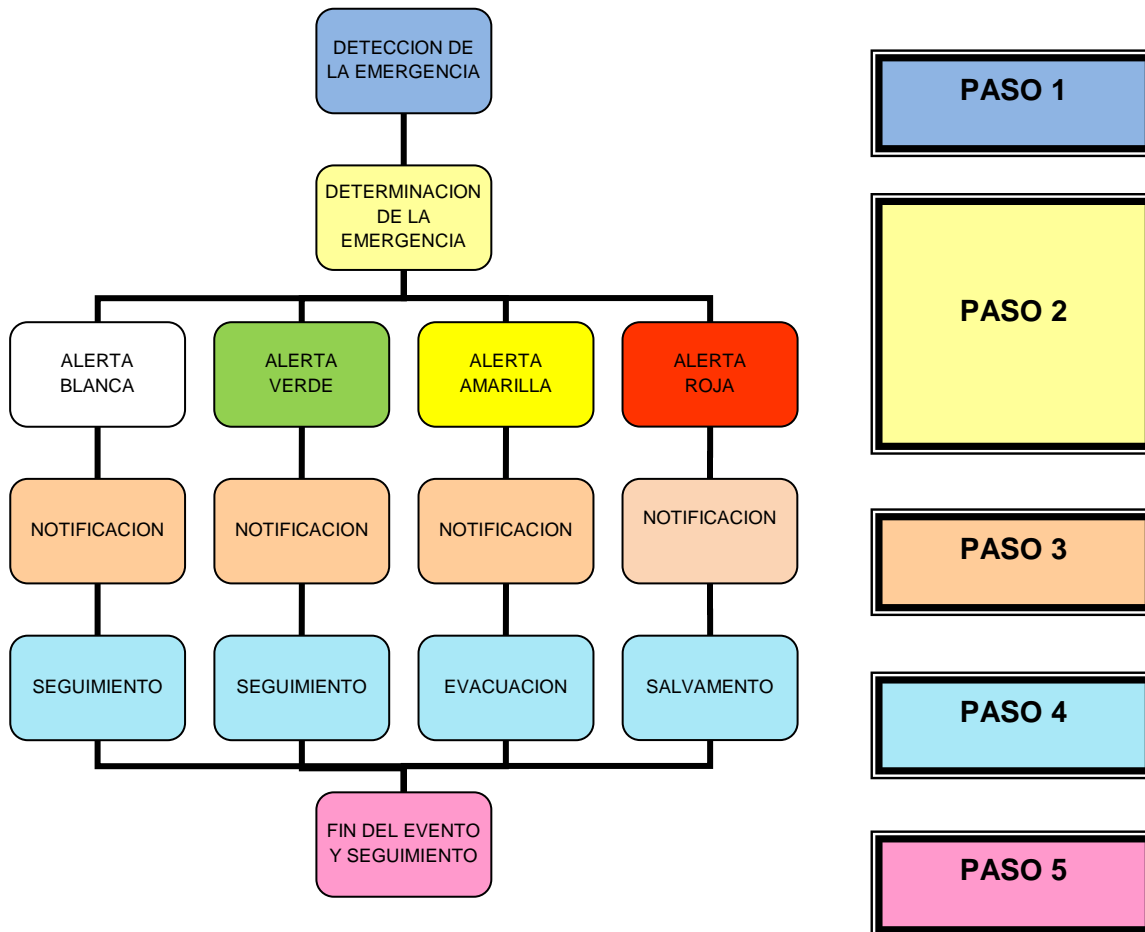 DETECCION DE
LA EMERGENCIA
PASO 1
DETERMINACION
DE LA
EMERGENCIA
PASO 2
ALERTA
BLANCA
ALERTA
VERDE
ALERTA
AMARILLA
ALERTA
ROJA
NOTIFICACION
NOTIFICACION
NOTIFICACION
NOTIFICACION
PASO 3
SEGUIMIENTO
SEGUIMIENTO
EVACUACION
SALVAMENTO
PASO 4
FIN DEL EVENTO
Y SEGUIMIENTO
PASO 5